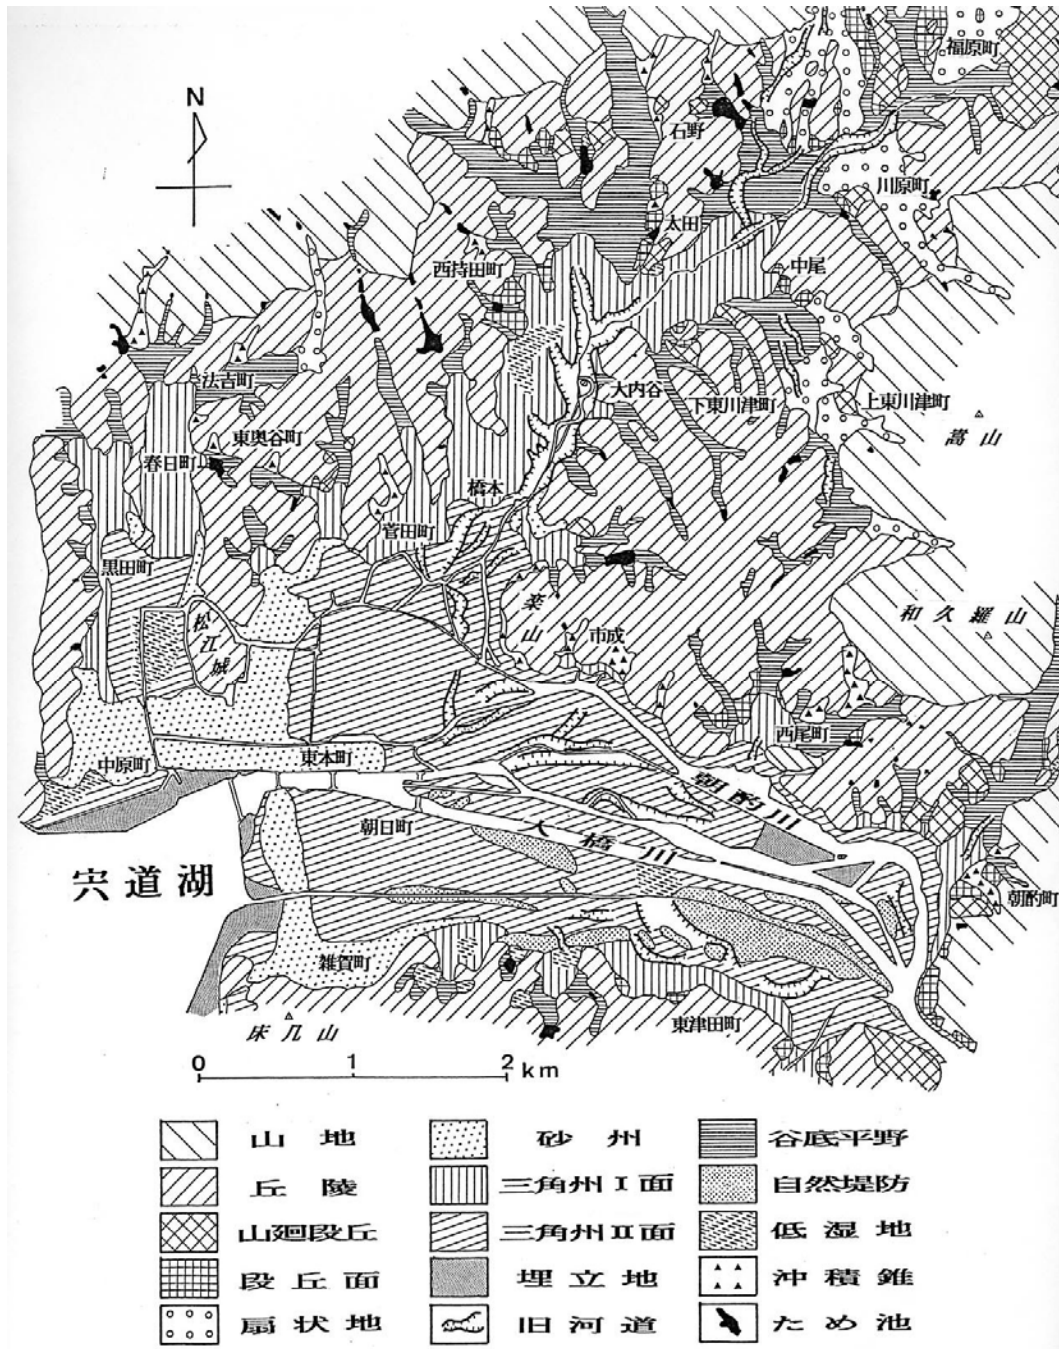 福原町
N
石野
川原町
太田
西持田町
中尾
法吉町
大内谷
下東川津町
上東川津町
嵩山
東奥谷町
春日町
橋本
菅田町
黒田町
楽山
松江城
市成
和久羅山
西尾町
中原町
東本町
朝酌川
朝日町
大橋川
宍道湖
朝酌町
雑賀町
床几山
東津田町
0 1 2 km
山地 砂州 谷底平野
丘陵 三角州I面 自然堤防
山廻段丘 三角州II面 低湿地
段丘面 埋立地 沖積錐
扇状地 旧河道 ため池